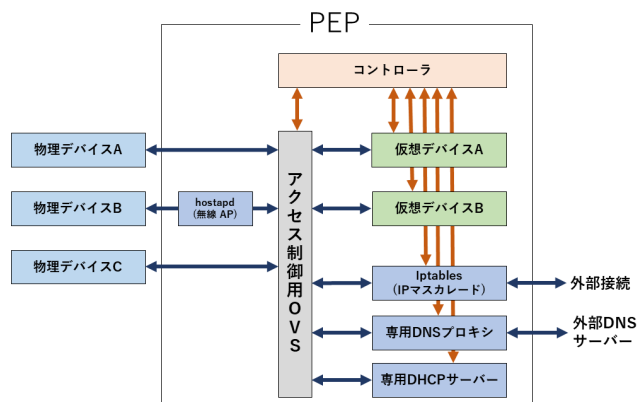 PEP
コントローラ
物理デバイスA
物理デバイスB
物理デバイスC
hostapd
(無線 AP)
アクセス制御用OVS
仮想デバイスA
仮想デバイスB
Iptables
(IPマスカレード)
専用DNSプロキシ
専用DHCPサーバー
外部接続
外部DNS
サーバー